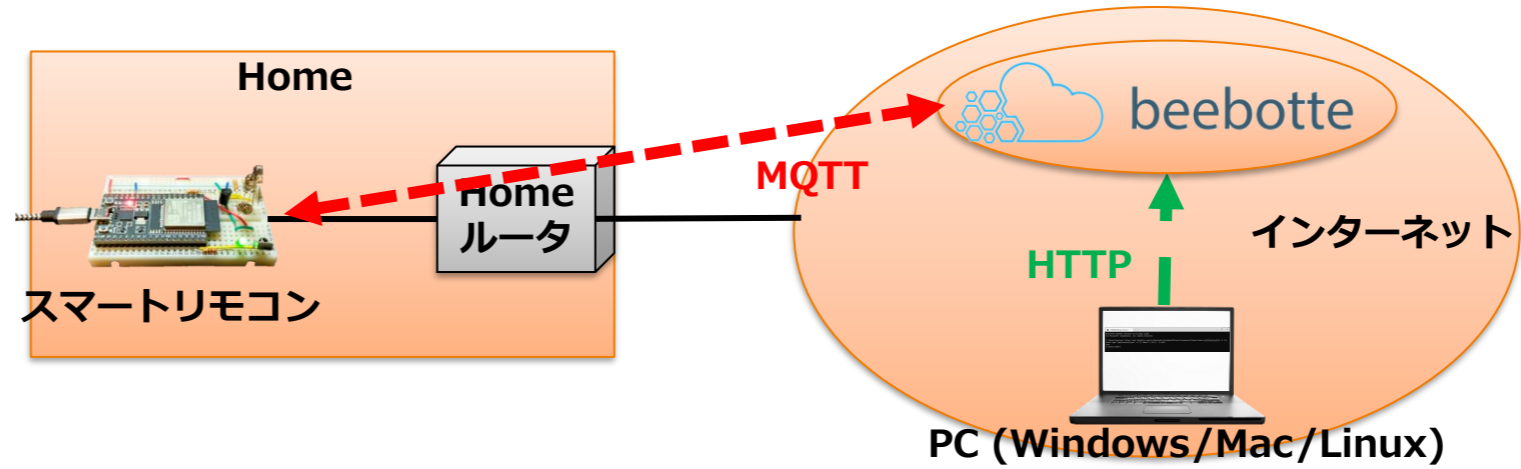 Home
beebotte
MQTT
Home
ルータ
インターネット
HTTP
スマートリモコン
PC (Windows/Mac/Linux)